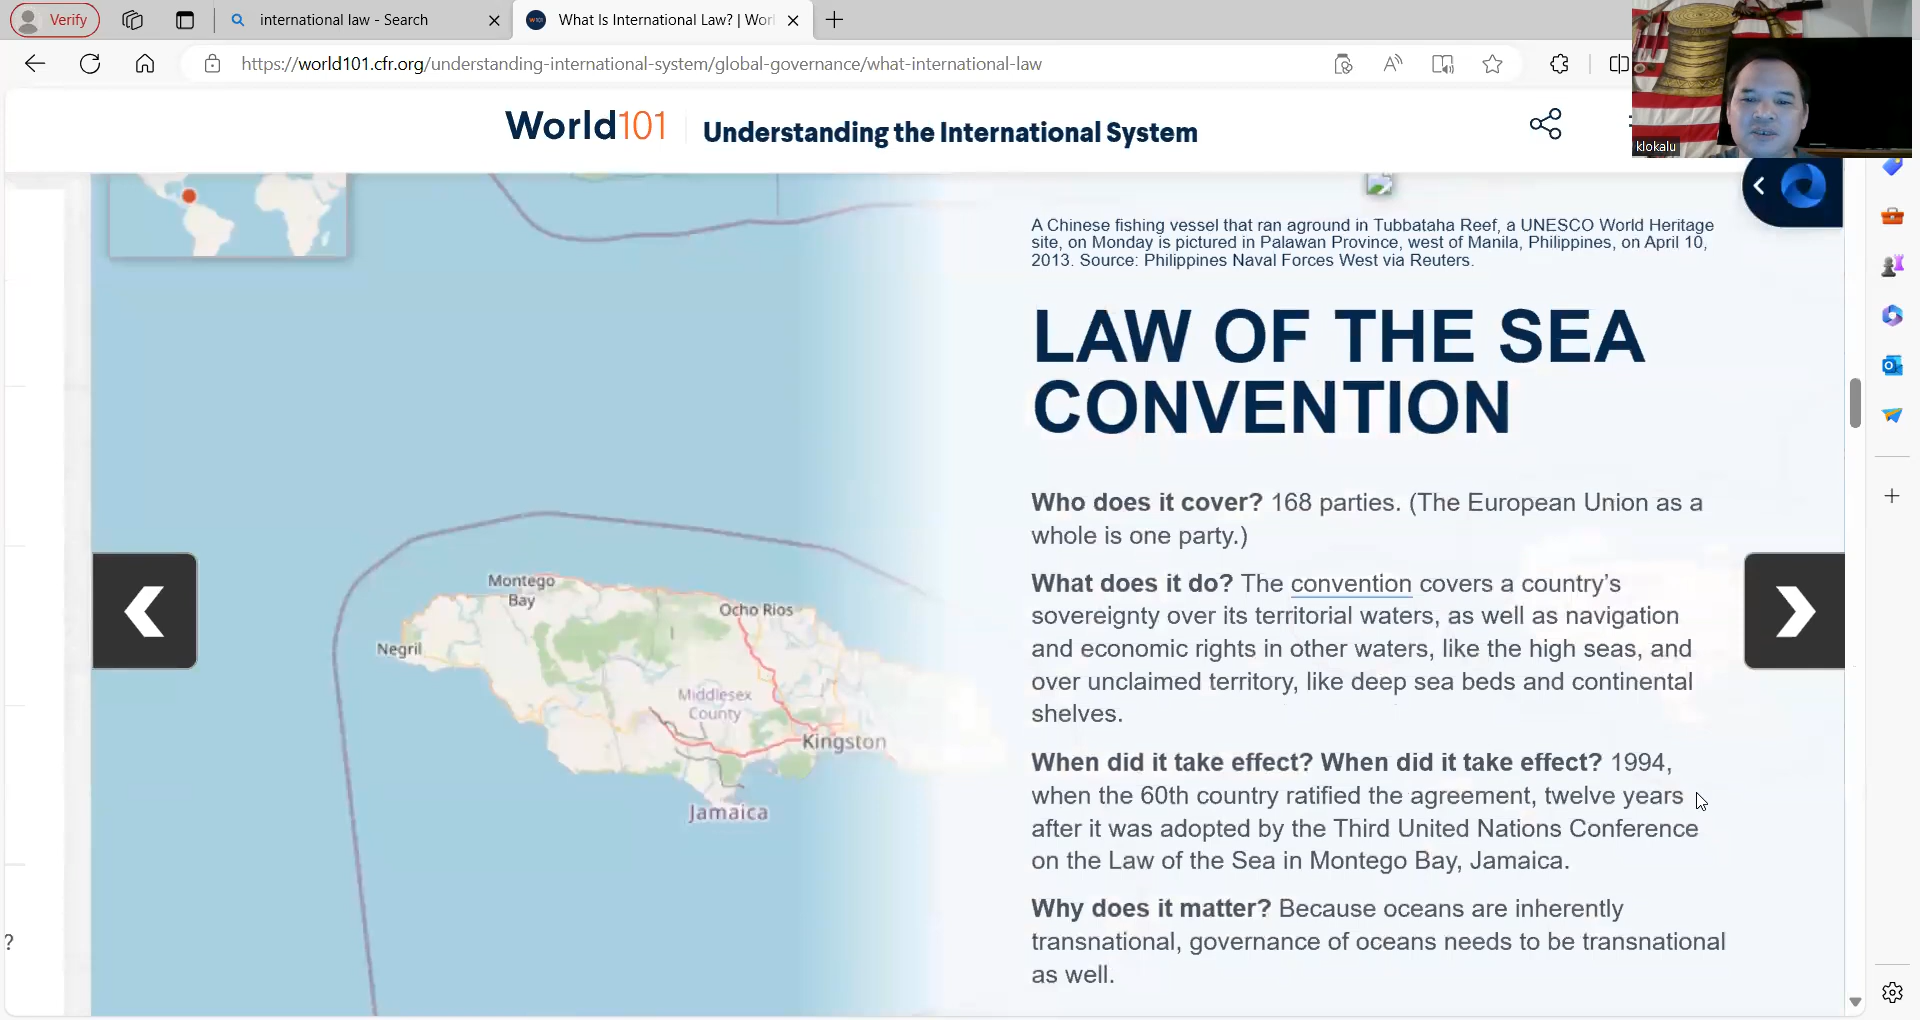 Verify
international law - Search
What Is International Law? | Worl
https://world101.cfr.org/understanding-international-system/global-governance/what-international-law
World101
Understanding the International System
klokalu
A Chinese fishing vessel that ran aground in Tubbataha Reef, a UNESCO World Heritage
site, on Monday is pictured in Palawan Province, west of Manila, Philippines, on April 10,
2013. Source: Philippines Naval Forces West via Reuters.
LAW OF THE SEA
CONVENTION
Who does it cover? 168 parties. (The European Union as a
whole is one party.)
What does it do? The convention covers a country's
sovereignty over its territorial waters, as well as navigation
and economic rights in other waters, like the high seas, and
over unclaimed territory, like deep sea beds and continental
shelves.
When did it take effect? When did it take effect? 1994,
when the 60th country ratified the agreement, twelve years
after it was adopted by the Third United Nations Conference
on the Law of the Sea in Montego Bay, Jamaica.
Why does it matter? Because oceans are inherently
transnational, governance of oceans needs to be transnational
as well.
Montego
Bay
Ocho Rios
Negril
Middlesex
County
Kingston
Jamaica
?